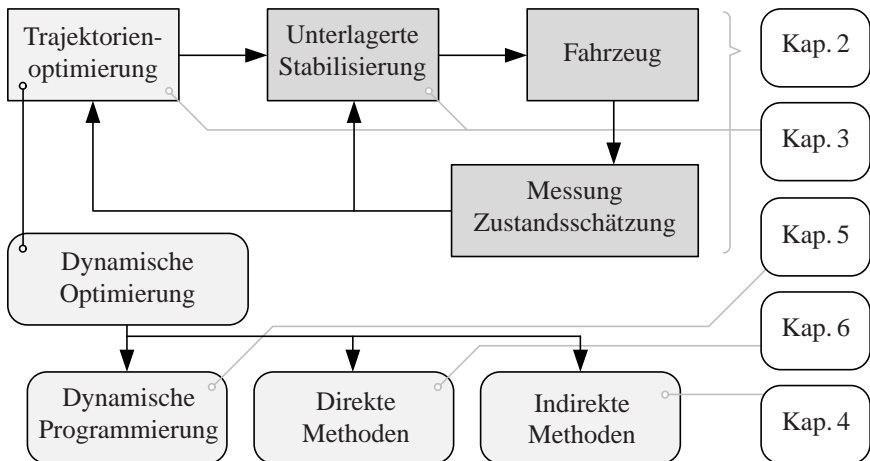 Trajektorien-
optimierung
Unterlagerte
Stabilisierung
Fahrzeug
Kap. 2
Kap. 3
Messung
Zustandsschätzung
Kap. 5
Dynamische
Optimierung
Kap. 6
Dynamische
Programmierung
Direkte
Methoden
Indirekte
Methoden
Kap. 4